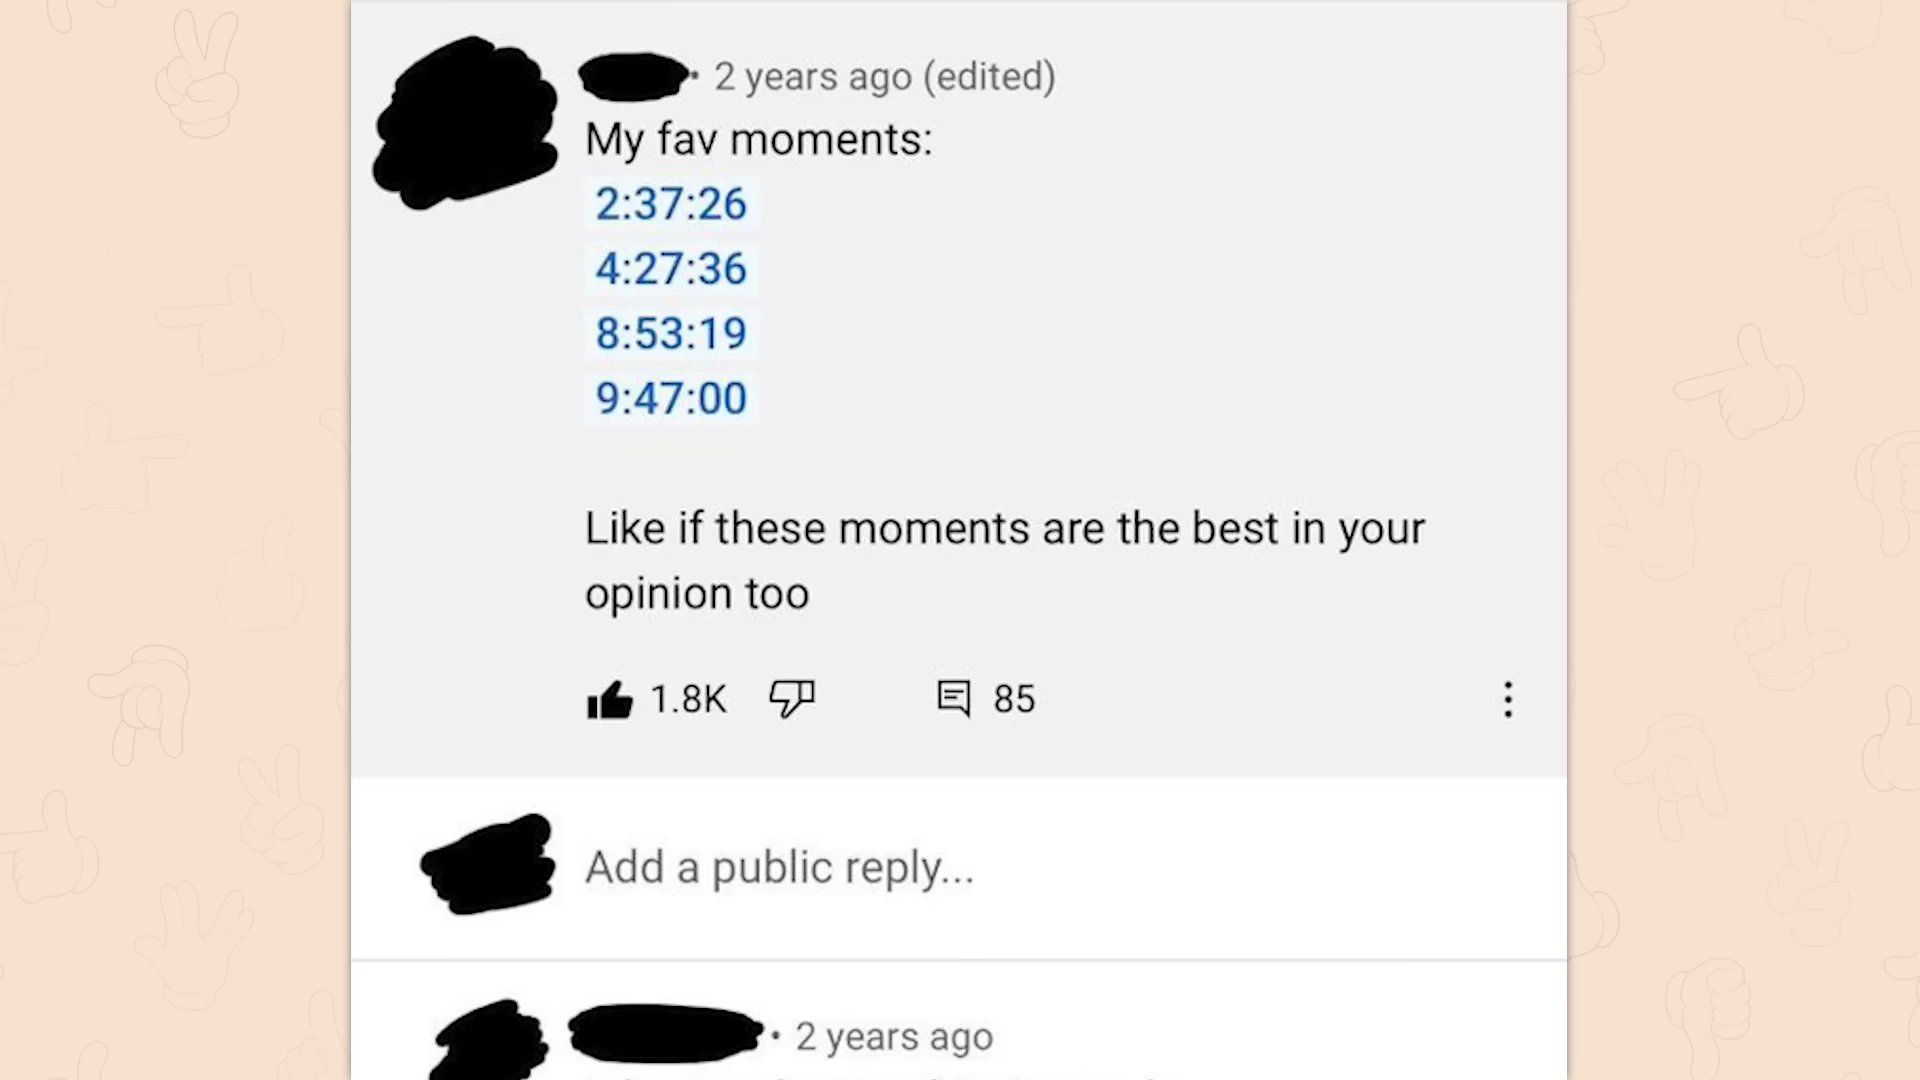 • 2 years ago (edited)
My fav moments:
2:37:26
4:27:36
8:53:19
9:47:00
Like if these moments are the best in your
opinion too
1.8K 85
Add a public reply...
• 2 years ago